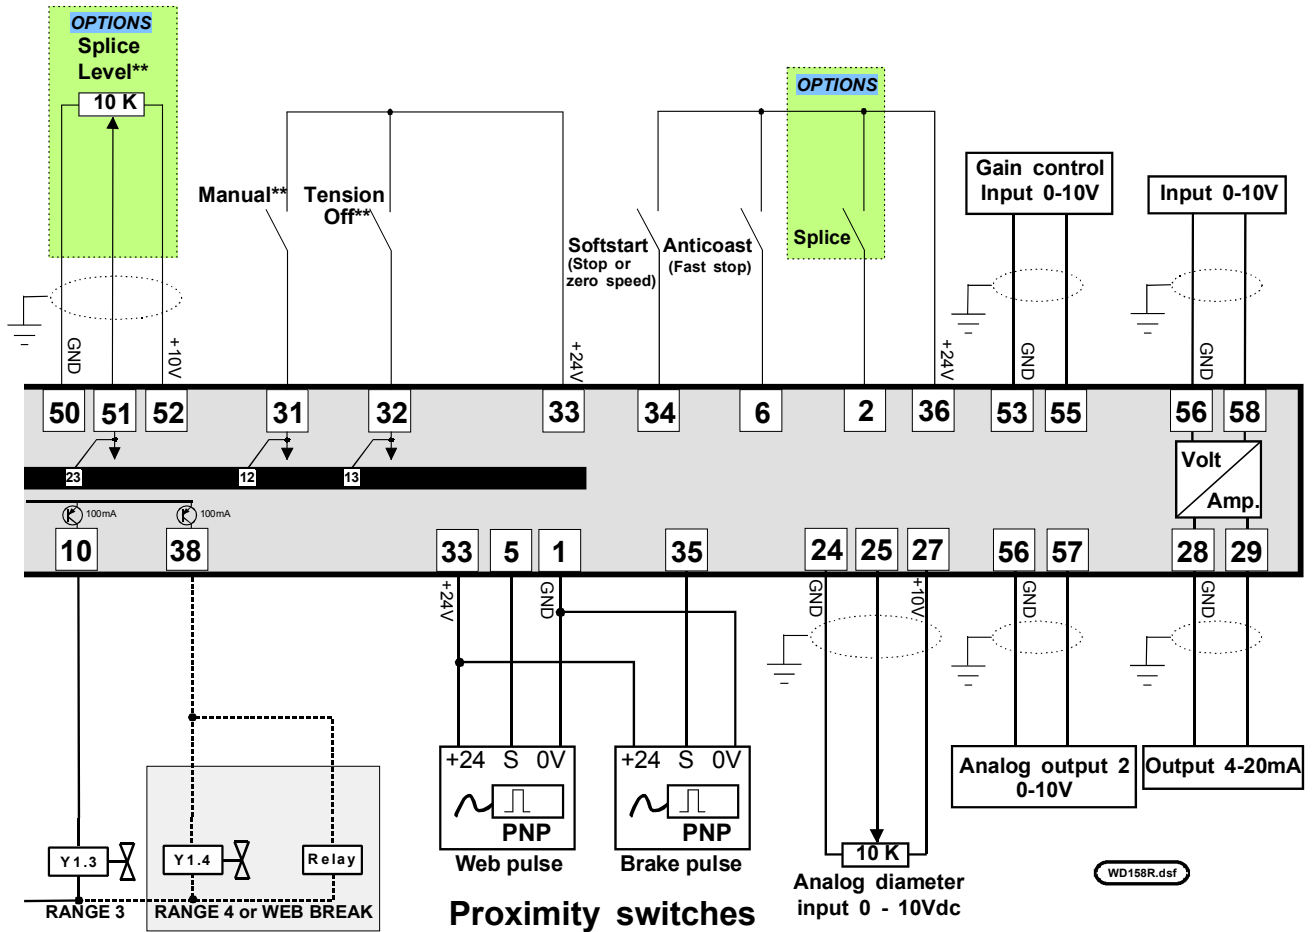 OPTIONS
Splice
Level**
10 K
OPTIONS
Manual**
Tension
Off**
Softstart
(Stop or
zero speed)
Anticoast
(Fast stop)
Splice
Gain control
Input 0-10V
Input 0-10V
GND
+10V
+24V
+24V
GND
GND
50 51 52 31 32 33 34 6 2 36 53 55 56 58
23 12 13
Volt
Amp.
100mA
100mA
10 38 33 5 1 35 24 25 27 56 57 28 29
+24V
GND
GND
+10V
GND
GND
+24 S 0V
PNP
Web pulse
+24 S 0V
PNP
Brake pulse
Proximity switches
10 K
Analog diameter
input 0 - 10Vdc
Analog output 2
0-10V
Output 4-20mA
Y1.3
RANGE 3
Y1.4
Relay
RANGE 4 or WEB BREAK
WD158R.dsf